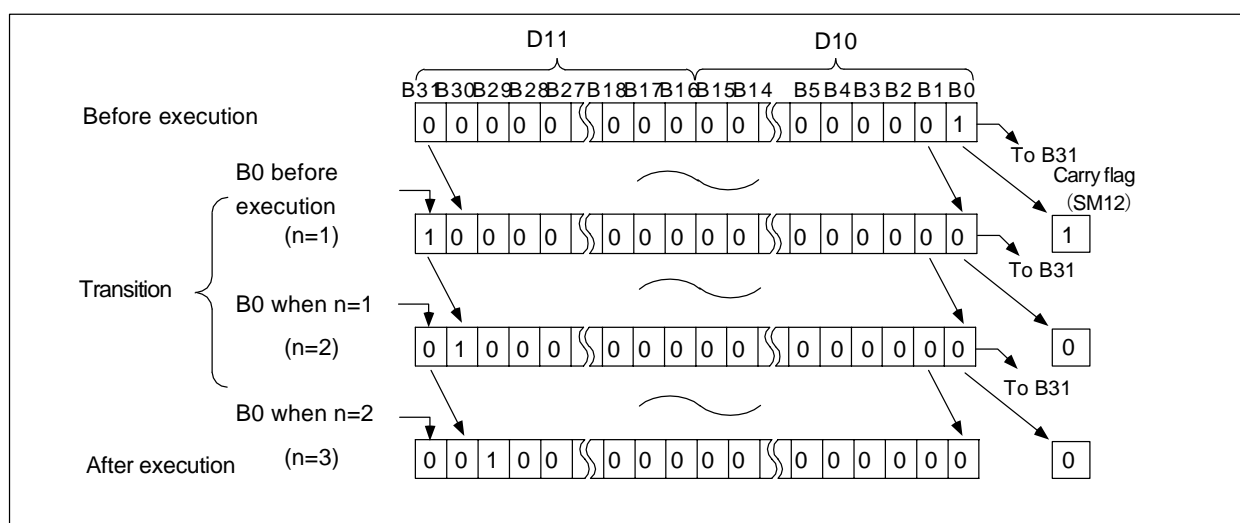 D11 D10
B31 B30 B29 B28 B27 B18 B17 B16 B15 B14 B5 B4 B3 B2 B1 B0
Before execution 0 0 0 0 0 0 0 0 0 0 0 0 0 0 0 1
To B31
Carry flag
(SM12)
B0 before
execution
(n=1) 1 0 0 0 0 0 0 0 0 0 0 0 0 0 0 0 1
To B31
Transition
B0 when n=1
(n=2) 0 1 0 0 0 0 0 0 0 0 0 0 0 0 0 0 0
To B31
B0 when n=2
After execution (n=3) 0 0 1 0 0 0 0 0 0 0 0 0 0 0 0 0 0